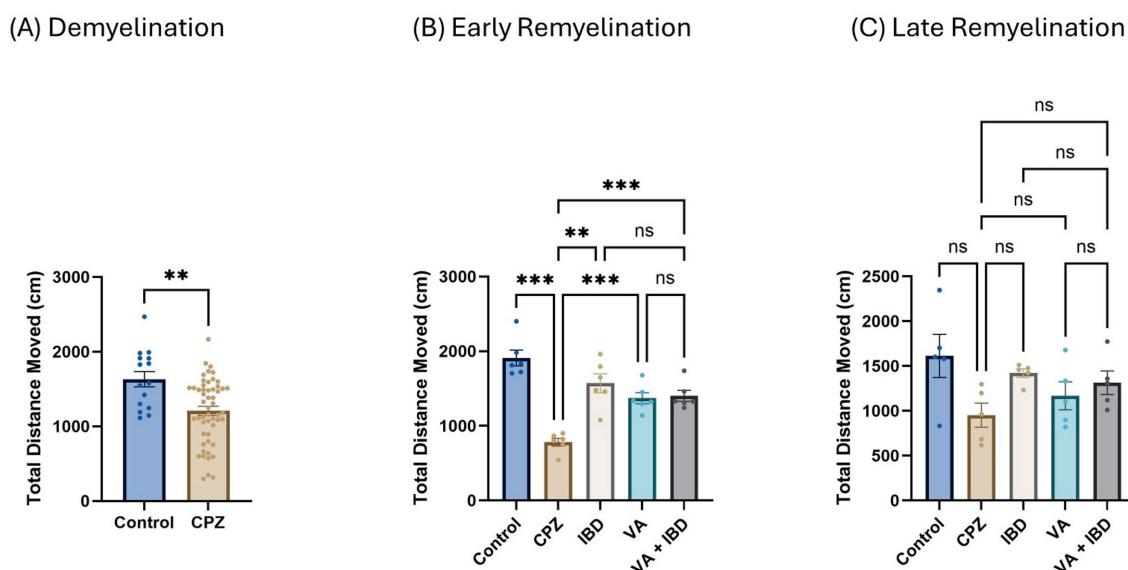 (A) Demyelination
(B) Early Remyelination
(C) Late Remyelination
Total Distance Moved (cm)
3000
2000
1000
0
**
Control
CPZ
Total Distance Moved (cm)
3000
2000
1000
0
***
**
ns
***
***
ns
Control
CPZ
IBD
VA
VA + IBD
Total Distance Moved (cm)
2500
2000
1500
1000
500
0
ns
ns
ns
ns
ns
ns
Control
CPZ
IBD
VA
VA + IBD